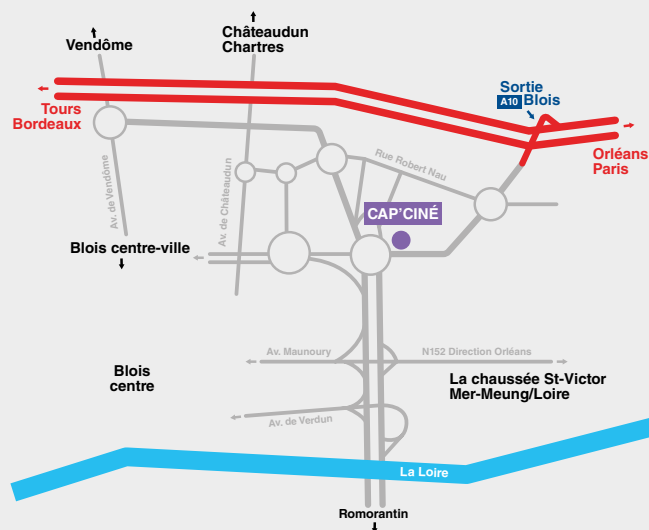 Vendôme
Châteaudun
Chartres
Sortie
A10 Blois
Tours
Bordeaux
Orléans
Paris
Rue Robert Nau
Av. de Vendôme
Av. de Châteaudun
CAP'CINÉ
Blois centre-ville
Av. Maunoury
N152 Direction Orléans
Blois
centre
La chaussée St-Victor
Mer-Meung/Loire
Av. de Verdun
La Loire
Romorantin